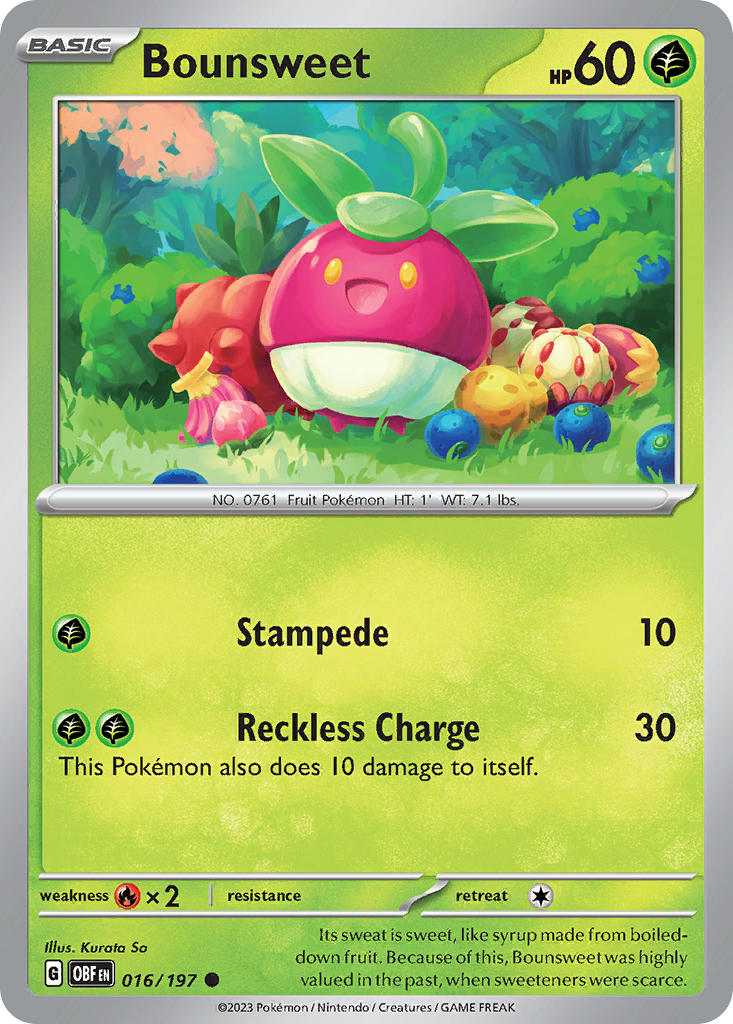 BASIC
Bounsweet
HP 60
NO. 0761 Fruit Pokémon HT: 1' WT: 7.1 lbs.
Stampede 10
Reckless Charge 30
This Pokémon also does 10 damage to itself.
weakness ×2 resistance retreat
Illus. Kurata So
Its sweat is sweet, like syrup made from boiled-
down fruit. Because of this, Bounsweet was highly
valued in the past, when sweeteners were scarce.
G OBF EN 016/197
©2023 Pokémon / Nintendo / Creatures / GAME FREAK